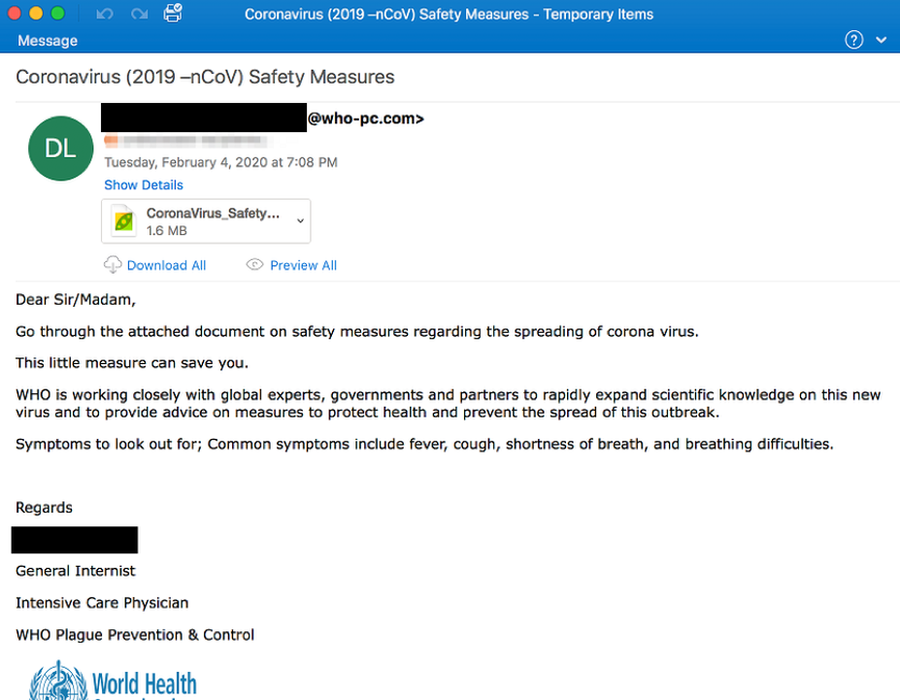 Coronavirus (2019 –nCoV) Safety Measures - Temporary Items
Message
?
Coronavirus (2019 –nCoV) Safety Measures
DL
@who-pc.com>
Tuesday, February 4, 2020 at 7:08 PM
Show Details
CoronaVirus_Safety...
1.6 MB
Download All
Preview All
Dear Sir/Madam,
Go through the attached document on safety measures regarding the spreading of corona virus.
This little measure can save you.
WHO is working closely with global experts, governments and partners to rapidly expand scientific knowledge on this new
virus and to provide advice on measures to protect health and prevent the spread of this outbreak.
Symptoms to look out for; Common symptoms include fever, cough, shortness of breath, and breathing difficulties.
Regards
General Internist
Intensive Care Physician
WHO Plague Prevention & Control
World Health